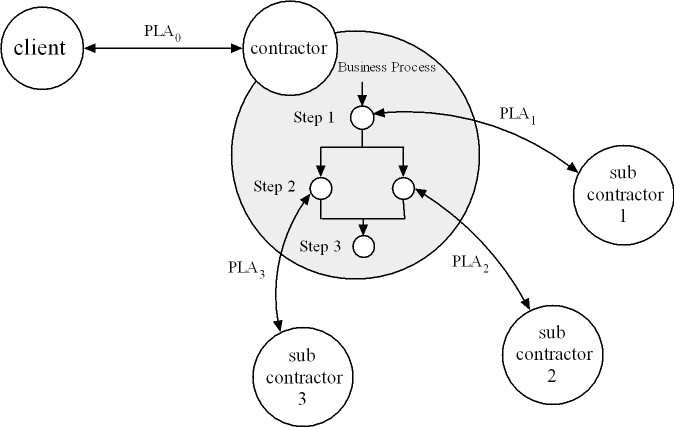 client
PLA0
contractor
Business Process
Step 1
PLA1
sub
contractor
1
Step 2
Step 3
PLA3
PLA2
sub
contractor
2
sub
contractor
3